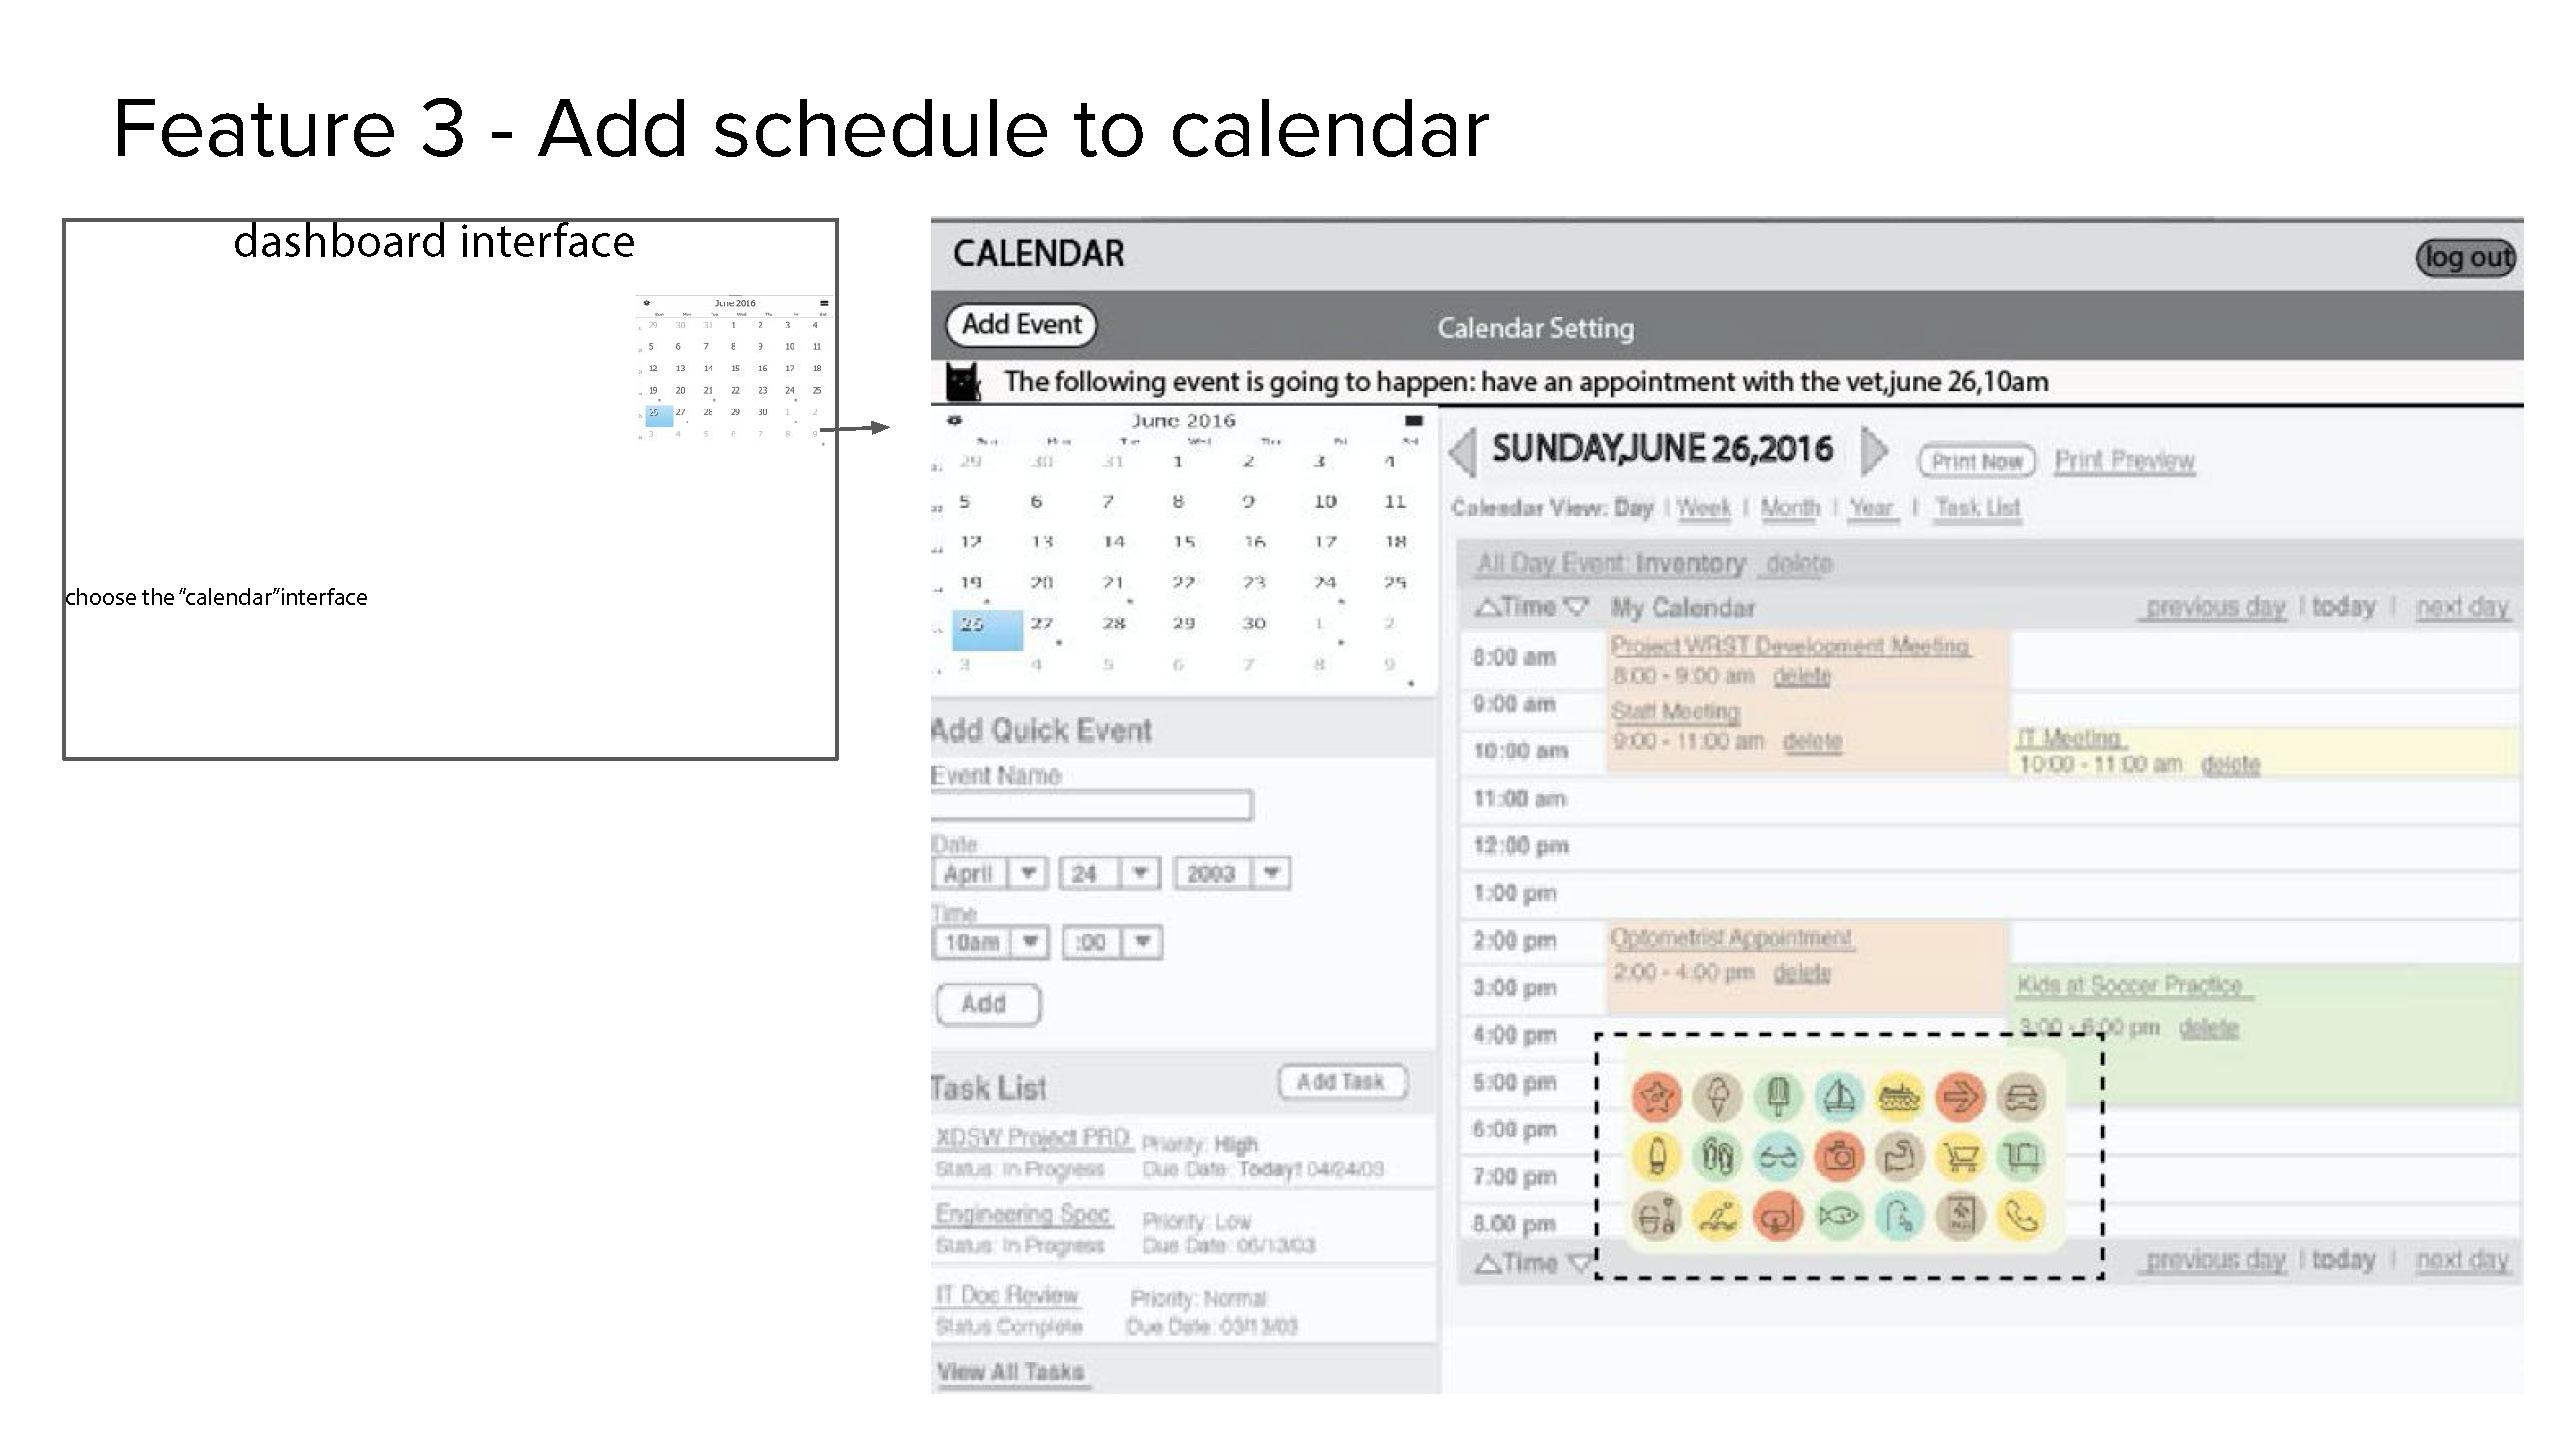 Feature 3 - Add schedule to calendar
dashboard interface
June 2016
Sun Mon Tue Wed Thu Fri Sat
29 30 31 1 2 3 4
5 6 7 8 9 10 11
12 13 14 15 16 17 18
19 20 21 22 23 24 25
26 27 28 29 30 1 2
3 4 5 6 7 8 9
choose the “calendar”interface
CALENDAR
log out
Add Event
Calendar Setting
The following event is going to happen: have an appointment with the vet,june 26,10am
June 2016
Sun Mon Tue Wed Thu Fri Sat
29 30 31 1 2 3 4
5 6 7 8 9 10 11
12 13 14 15 16 17 18
19 20 21 22 23 24 25
26 27 28 29 30 1 2
3 4 5 6 7 8 9
Add Quick Event
Event Name
Date
April 24 2003
Time
10am :00
Add
Task List Add Task
XDSW Project PRD Priority: High
Status: In Progress Due Date: Today! 04/24/03
Engineering Spec Priority: Low
Status: In Progress Due Date: 06/13/03
IT Doc Review Priority: Normal
Status Complete Due Date: 03/13/03
View All Tasks
SUNDAY,JUNE 26,2016
Print Now Print Preview
Calendar View: Day | Week | Month | Year | Task List
All Day Event: Inventory delete
Time My Calendar previous day | today | next day
8:00 am Project WRST Development Meeting
8:00 - 9:00 am delete
9:00 am Staff Meeting
9:00 - 11:00 am delete
10:00 am IT Meeting
10:00 - 11:00 am delete
11:00 am
12:00 pm
1:00 pm
2:00 pm Optometrist Appointment
2:00 - 4:00 pm delete
3:00 pm Kids at Soccer Practice
3:00 - 6:00 pm delete
4:00 pm
5:00 pm
6:00 pm
7:00 pm
8.00 pm
Time previous day | today | next day